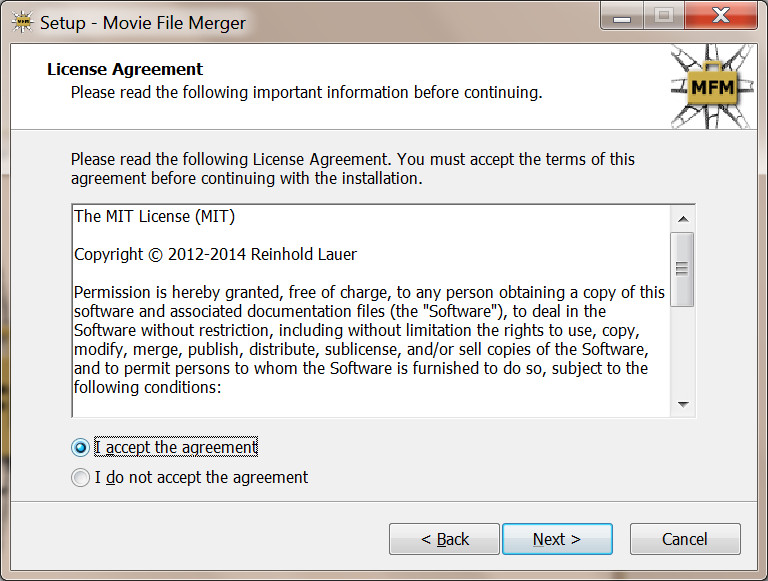 Setup - Movie File Merger
License Agreement
Please read the following important information before continuing.
MFM
Please read the following License Agreement. You must accept the terms of this
agreement before continuing with the installation.
The MIT License (MIT)
Copyright © 2012-2014 Reinhold Lauer
Permission is hereby granted, free of charge, to any person obtaining a copy of this
software and associated documentation files (the "Software"), to deal in the
Software without restriction, including without limitation the rights to use, copy,
modify, merge, publish, distribute, sublicense, and/or sell copies of the Software,
and to permit persons to whom the Software is furnished to do so, subject to the
following conditions:
I accept the agreement
I do not accept the agreement
< Back Next > Cancel